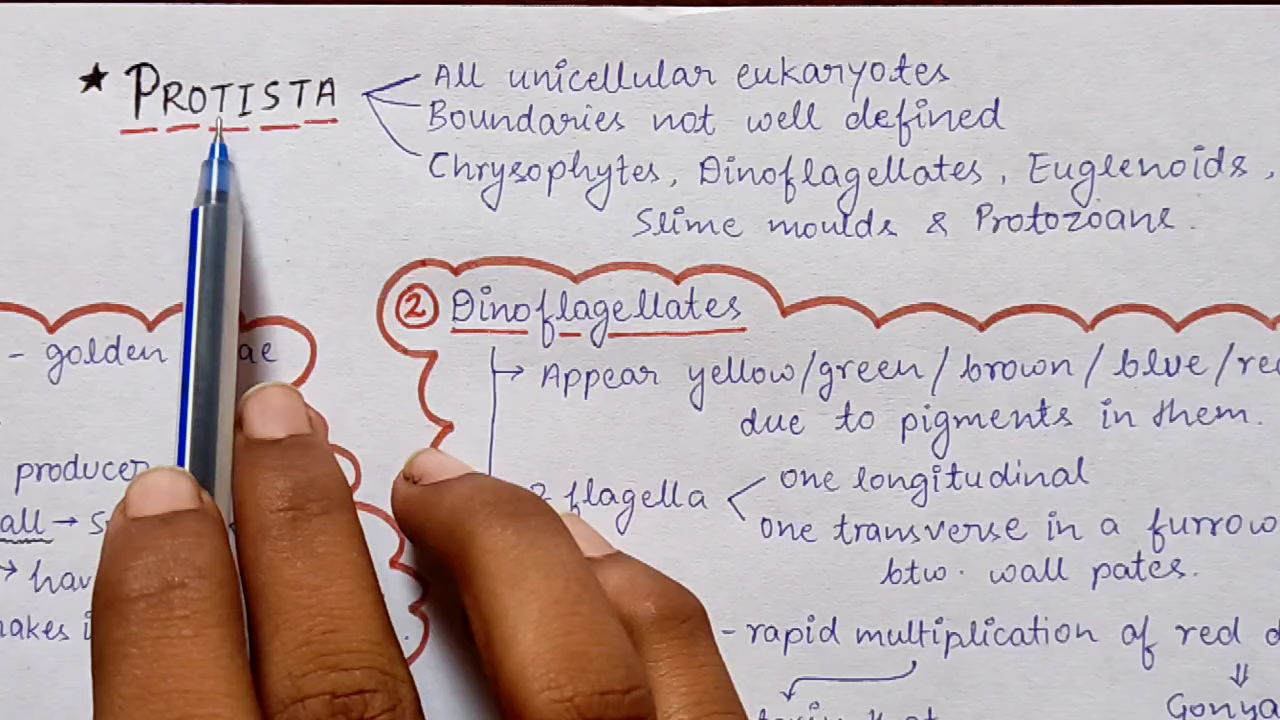 ★ PROTISTA
All unicellular eukaryotes
Boundaries not well defined
Chrysophytes, Dinoflagellates, Euglenoids,
Slime moulds & Protozoans.
- golden
producer
all →
→
② Dinoflagellates
→ Appear yellow/green/brown/blue/
due to pigments in them.
flagella
one longitudinal
one transverse in a furrow
btw. wall pates.
- rapid multiplication of red
⇓